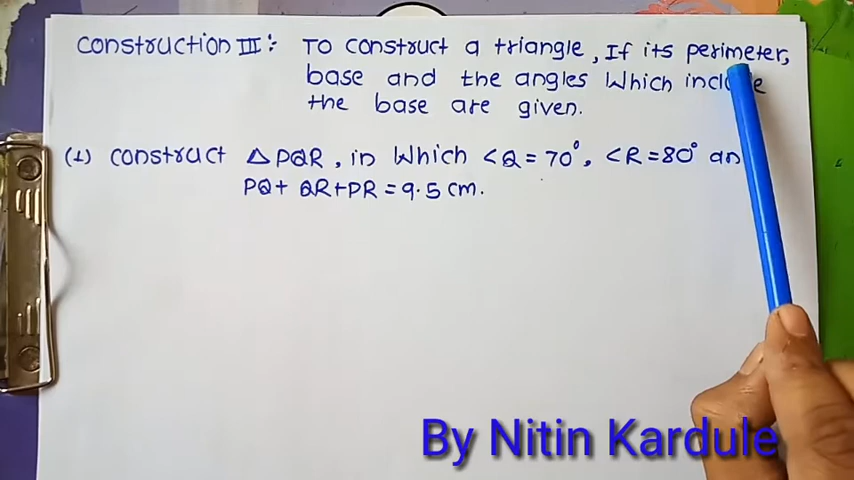 Construction III : To construct a triangle, If its perimeter,
base and the angles which include
the base are given.
(1) construct △PQR, in which <Q = 70°, <R = 80° an
PQ + QR + PR = 9.5 cm.
By Nitin Kardule